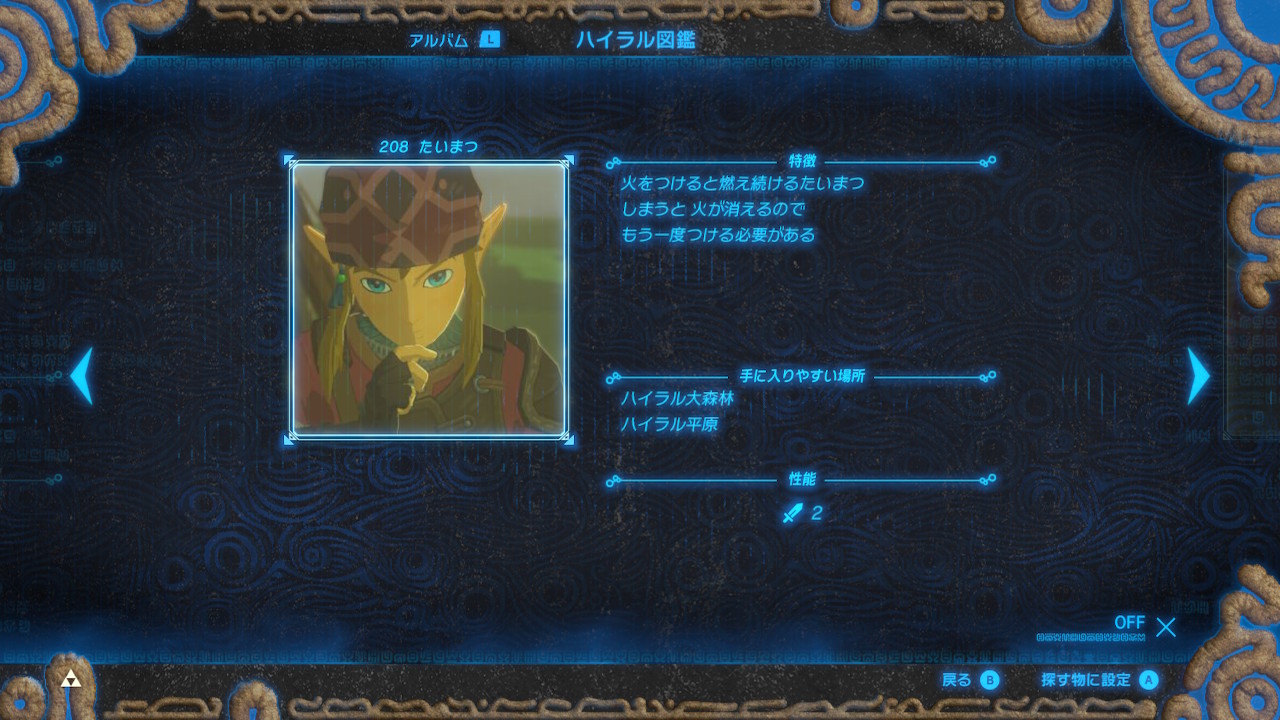 アルバム L
ハイラル図鑑
208 たいまつ
特徴
火をつけると燃え続けるたいまつ
しまうと 火が消えるので
もう一度つける必要がある
手に入りやすい場所
ハイラル大森林
ハイラル平原
性能
2
OFF
戻る B
探す物に設定 A